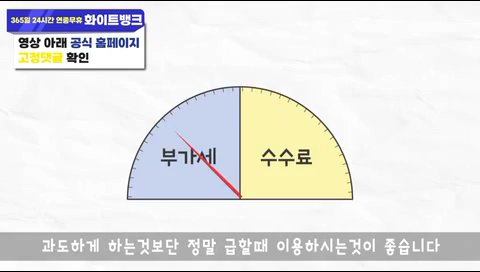 365일 24시간 연중무휴 화이트뱅크
영상 아래 공식 홈페이지
고정댓글 확인
부가세 수수료
과도하게 하는것보단 정말 급할때 이용하시는것이 좋습니다